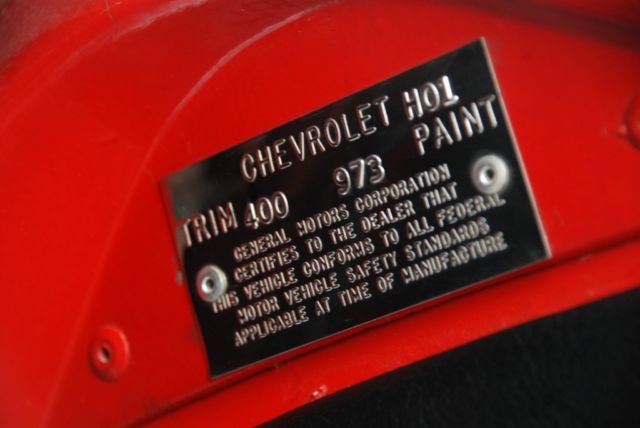 CHEVROLET H01
TRIM 400 973 PAINT
GENERAL MOTORS CORPORATION
CERTIFIES TO THE DEALER THAT
THIS VEHICLE CONFORMS TO ALL FEDERAL
MOTOR VEHICLE SAFETY STANDARDS
APPLICABLE AT TIME OF MANUFACTURE